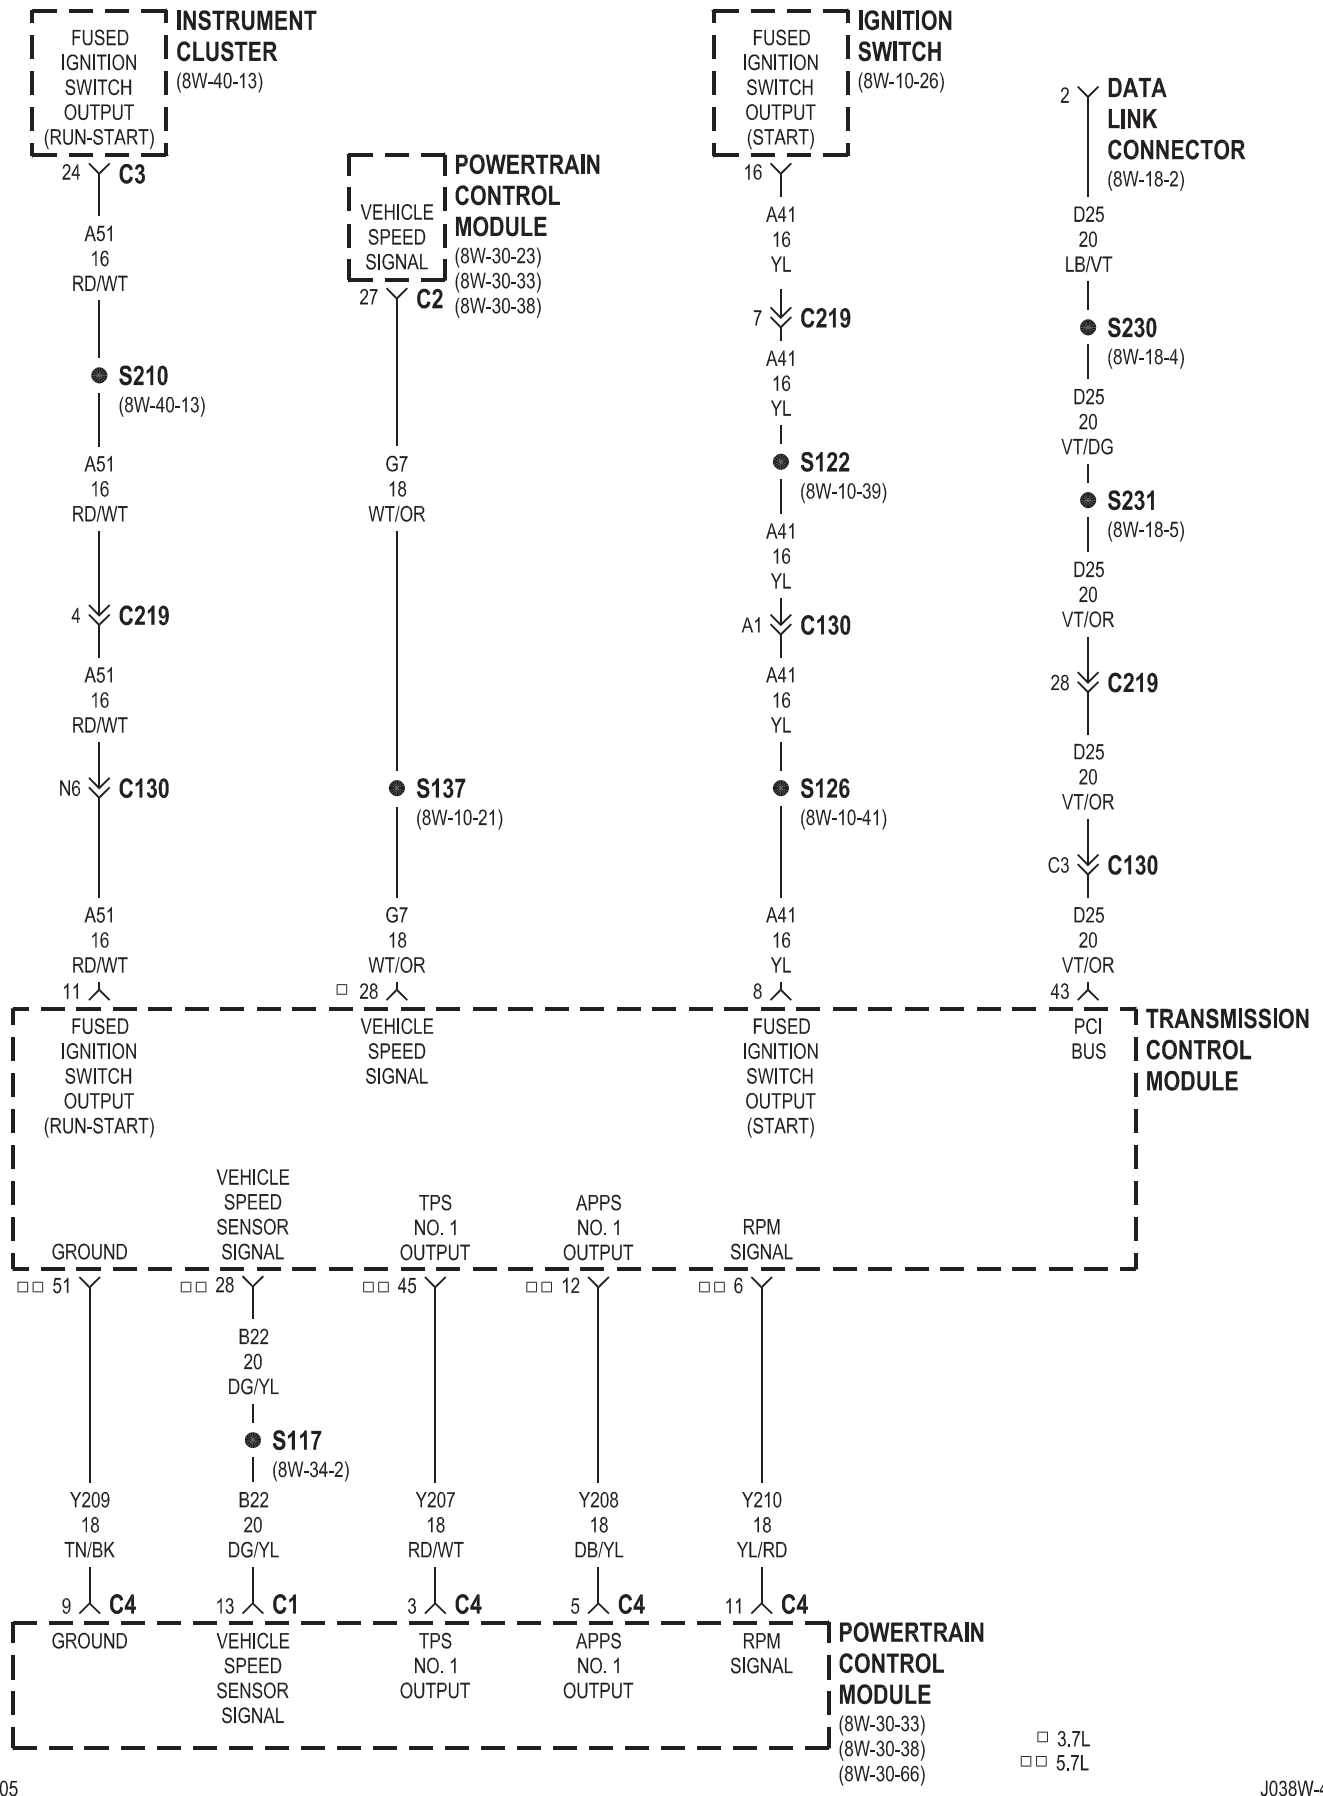 FUSED
IGNITION
SWITCH
OUTPUT
(RUN-START)
INSTRUMENT
CLUSTER
(8W-40-13)
24
C3
A51
16
RD/WT
S210
(8W-40-13)
A51
16
RD/WT
4
C219
A51
16
RD/WT
N6
C130
A51
16
RD/WT
11
VEHICLE
SPEED
SIGNAL
POWERTRAIN
CONTROL
MODULE
(8W-30-23)
(8W-30-33)
(8W-30-38)
27
C2
G7
18
WT/OR
S137
(8W-10-21)
G7
18
WT/OR
□ 28
FUSED
IGNITION
SWITCH
OUTPUT
(START)
IGNITION
SWITCH
(8W-10-26)
16
A41
16
YL
7
C219
A41
16
YL
S122
(8W-10-39)
A41
16
YL
A1
C130
A41
16
YL
S126
(8W-10-41)
A41
16
YL
8
2
DATA
LINK
CONNECTOR
(8W-18-2)
D25
20
LB/VT
S230
(8W-18-4)
D25
20
VT/DG
S231
(8W-18-5)
D25
20
VT/OR
28
C219
D25
20
VT/OR
C3
C130
D25
20
VT/OR
43
FUSED
IGNITION
SWITCH
OUTPUT
(RUN-START)
VEHICLE
SPEED
SIGNAL
FUSED
IGNITION
SWITCH
OUTPUT
(START)
PCI
BUS
TRANSMISSION
CONTROL
MODULE
GROUND
VEHICLE
SPEED
SENSOR
SIGNAL
TPS
NO. 1
OUTPUT
APPS
NO. 1
OUTPUT
RPM
SIGNAL
□□ 51
□□ 28
□□ 45
□□ 12
□□ 6
B22
20
DG/YL
S117
(8W-34-2)
Y209
18
TN/BK
B22
20
DG/YL
Y207
18
RD/WT
Y208
18
DB/YL
Y210
18
YL/RD
9 C4
13 C1
3 C4
5 C4
11 C4
GROUND
VEHICLE
SPEED
SENSOR
SIGNAL
TPS
NO. 1
OUTPUT
APPS
NO. 1
OUTPUT
RPM
SIGNAL
POWERTRAIN
CONTROL
MODULE
(8W-30-33)
(8W-30-38)
(8W-30-66)
□ 3.7L
□□ 5.7L
05
J038W-4